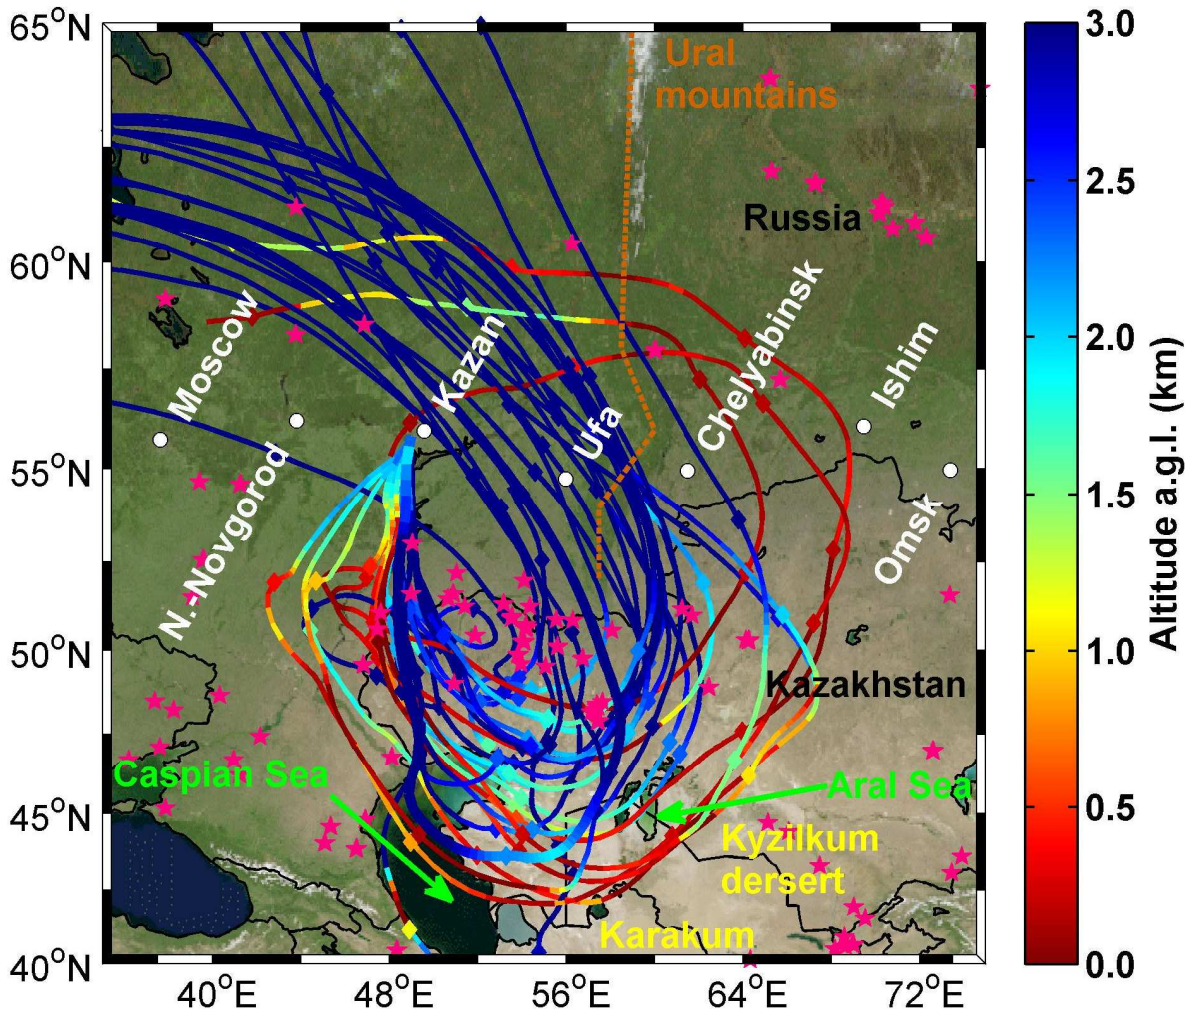 65°N
60°N
55°N
50°N
45°N
40°N
40°E
48°E
56°E
64°E
72°E
Ural
mountains
Russia
Moscow
Kazan
Chelyabinsk
Ishim
Ufa
N.-Novgorod
Omsk
Kazakhstan
Caspian Sea
Aral Sea
Kyzilkum
dersert
Karakum
3.0
2.5
2.0
1.5
1.0
0.5
0.0
Altitude a.g.l. (km)